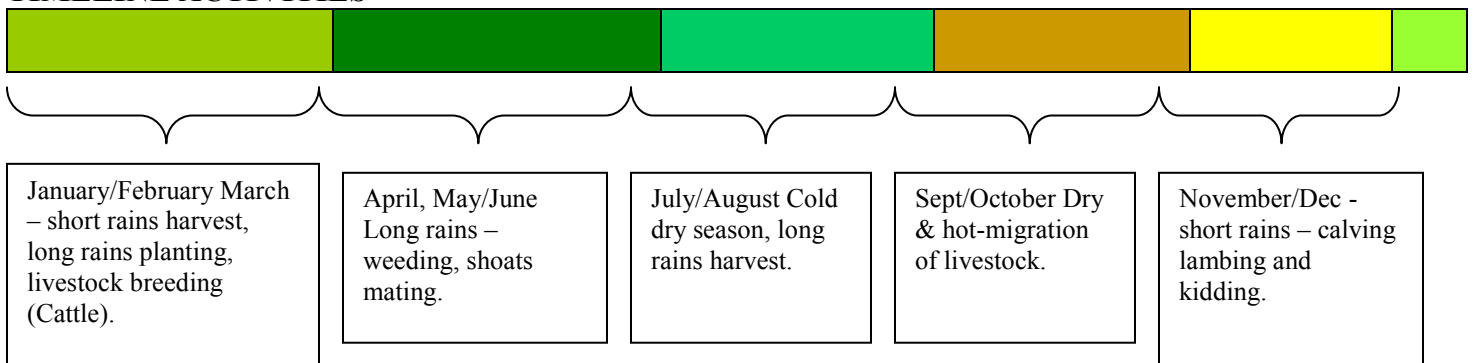 TIMELINE ACTIVITIES
January/February March
– short rains harvest,
long rains planting,
livestock breeding
(Cattle).
April, May/June
Long rains –
weeding, shoats
mating.
July/August Cold
dry season, long
rains harvest.
Sept/October Dry
& hot-migration
of livestock.
November/Dec -
short rains – calving
lambing and
kidding.